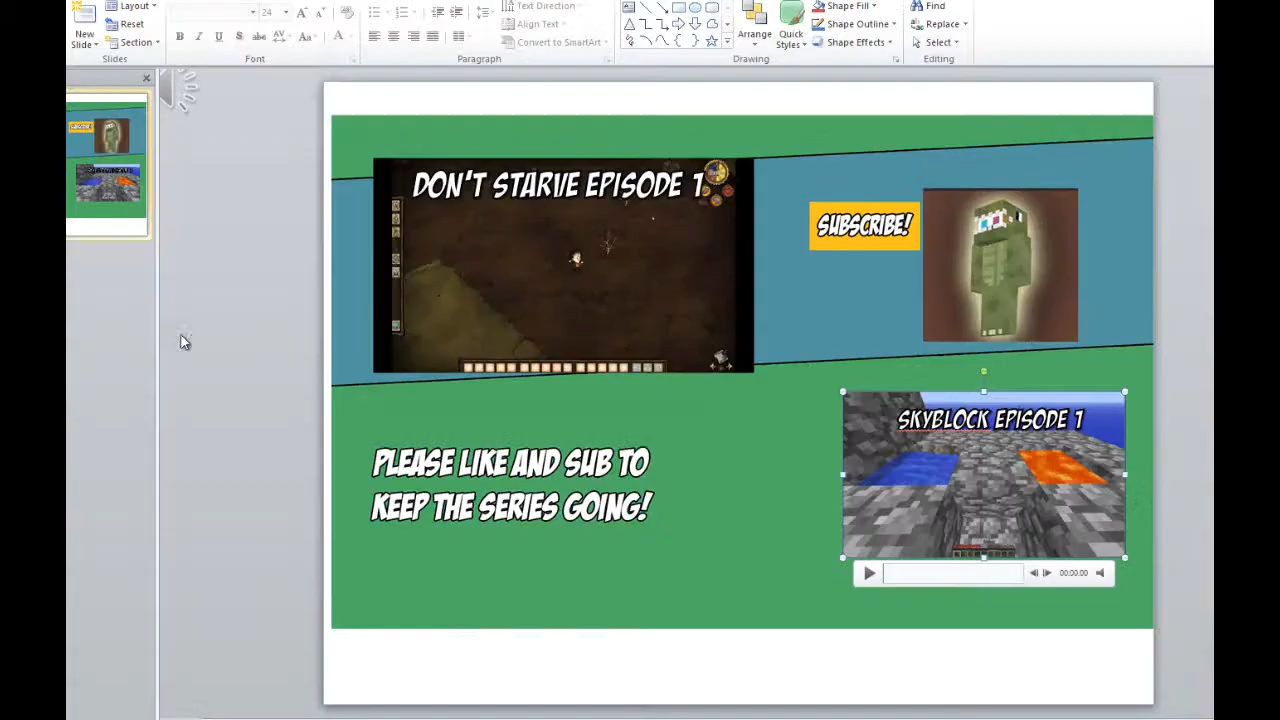 Layout
Reset
New
Slide
Section
Slides
24
Aa
A
Font
Text Direction
Align Text
Convert to SmartArt
Paragraph
Arrange
Quick
Styles
Shape Fill
Shape Outline
Shape Effects
Drawing
Find
Replace
Select
Editing
DON'T STARVE EPISODE 1
SUBSCRIBE!
SKYBLOCK EPISODE 1
PLEASE LIKE AND SUB TO
KEEP THE SERIES GOING!
00:00.00